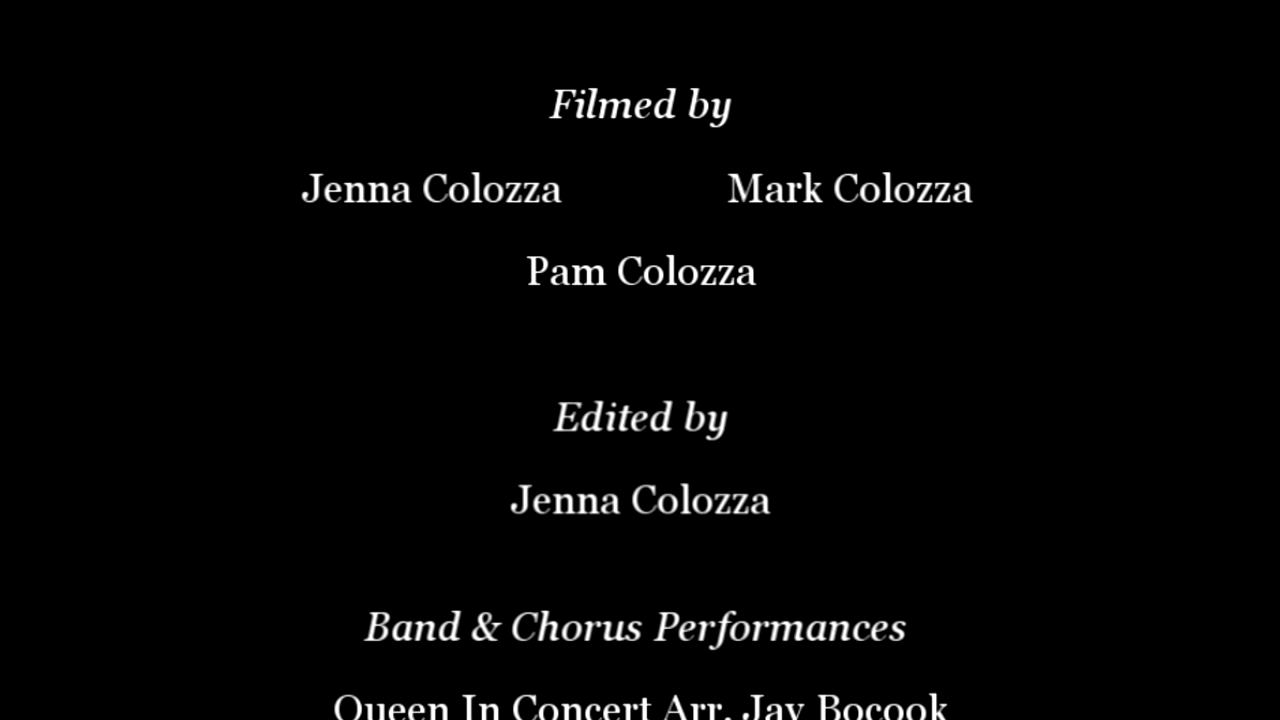 Filmed by
Jenna Colozza Mark Colozza
Pam Colozza
Edited by
Jenna Colozza
Band & Chorus Performances
Queen In Concert Arr. Jay Bocook